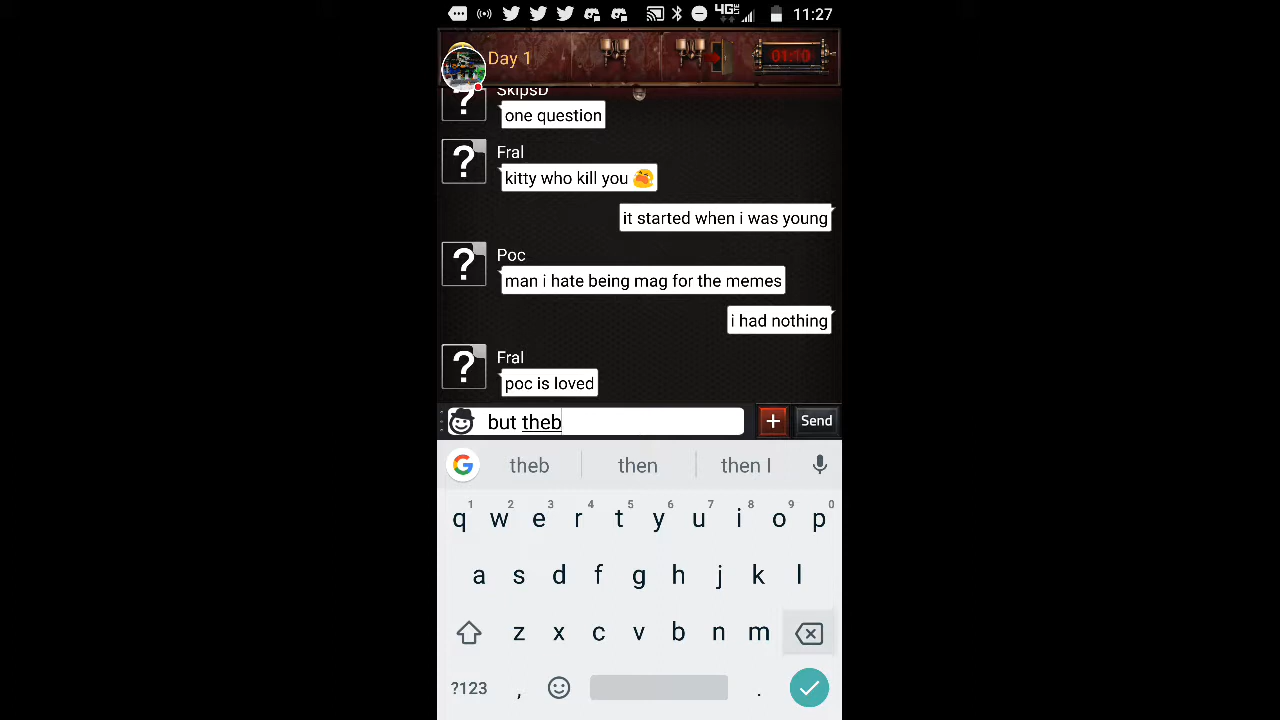 4G
11:27
Day 1
01:10
SkipsD
one question
Fral
kitty who kill you
it started when i was young
Poc
man i hate being mag for the memes
i had nothing
Fral
poc is loved
but theb
+
Send
G
theb
then
then I
1 2 3 4 5 6 7 8 9 0
q w e r t y u i o p
a s d f g h j k l
z x c v b n m
?123 , .